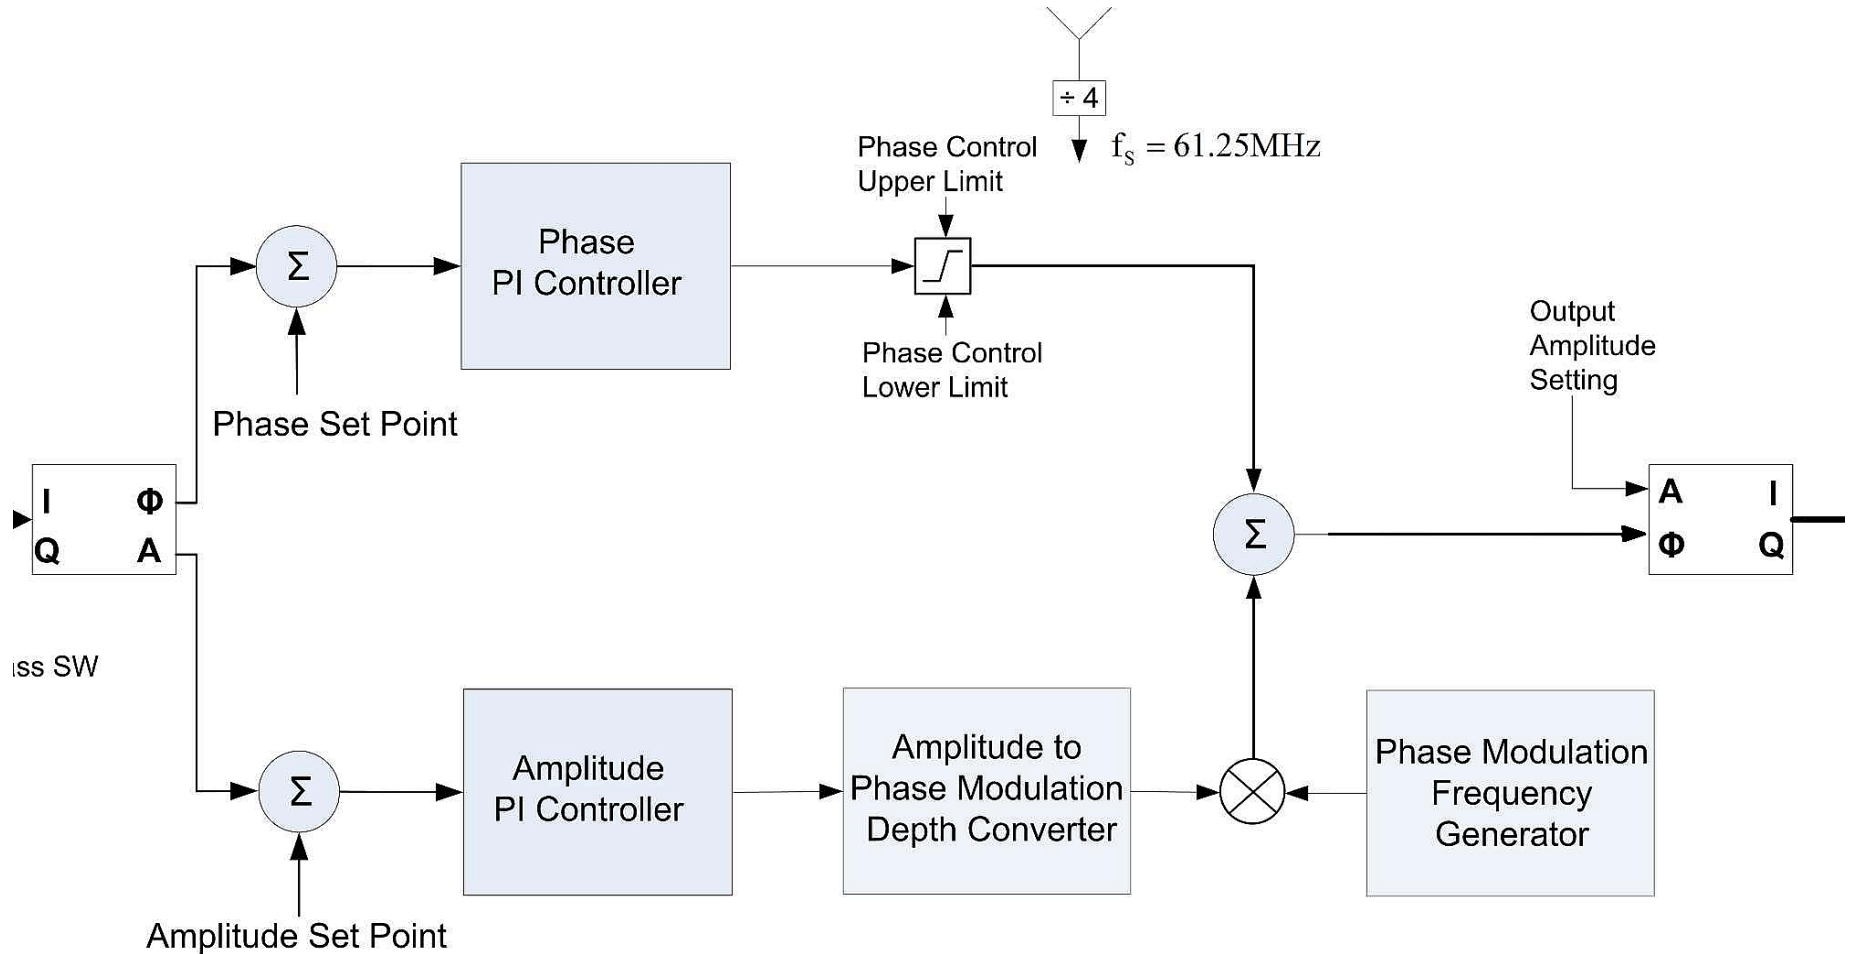 ÷ 4
f_S = 61.25MHz
Phase Control
Upper Limit
Phase
PI Controller
Σ
Phase Control
Lower Limit
Output
Amplitude
Setting
Phase Set Point
I Φ
Q A
Σ
A I
Φ Q
SW
Amplitude
PI Controller
Amplitude to
Phase Modulation
Depth Converter
Phase Modulation
Frequency
Generator
Σ
Amplitude Set Point